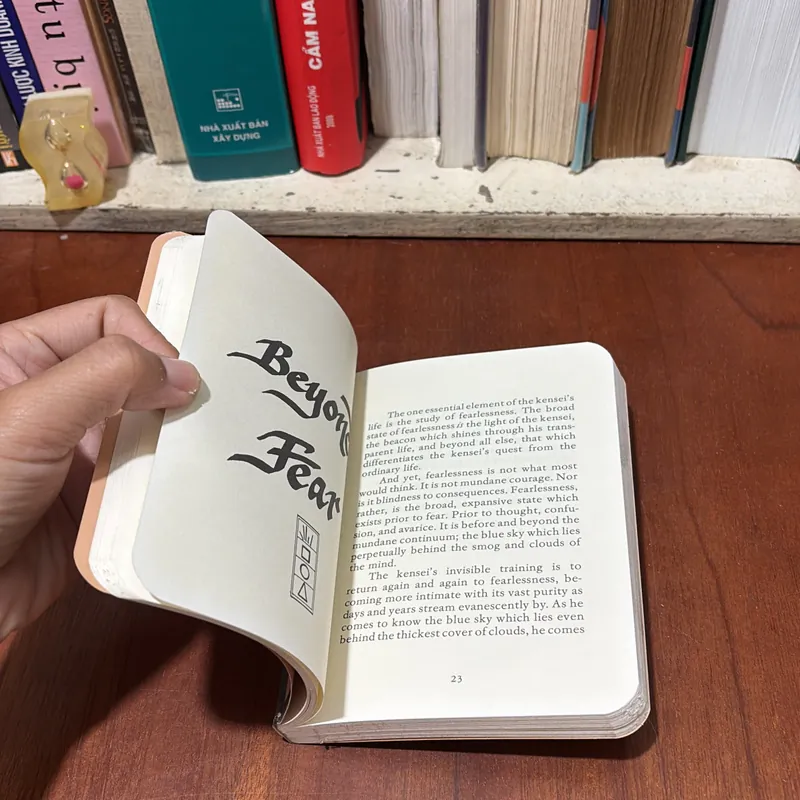 LƯỢC KINH DOAN
tu
bi
NHÀ XUẤT BẢN
XÂY DỰNG
CẨM NA
NHÀ XUẤT BẢN LAO ĐỘNG
2009
Beyond
Fear
The one essential element of the kensei's
life is the study of fearlessness. The broad
state of fearlessness is the light of the kensei,
the beacon which shines through his trans-
parent life, and beyond all else, that which
differentiates the kensei's quest from the
ordinary life.
And yet, fearlessness is not what most
would think. It is not mundane courage. Nor
is it blindness to consequences. Fearlessness,
rather, is the broad, expansive state which
exists prior to fear. Prior to thought, confu-
sion, and avarice. It is before and beyond the
mundane continuum; the blue sky which lies
perpetually behind the smog and clouds of
the mind.
The kensei's invisible training is to
return again and again to fearlessness, be-
coming more intimate with its vast purity as
days and years stream evanescently by. As he
comes to know the blue sky which lies even
behind the thickest cover of clouds, he comes
23